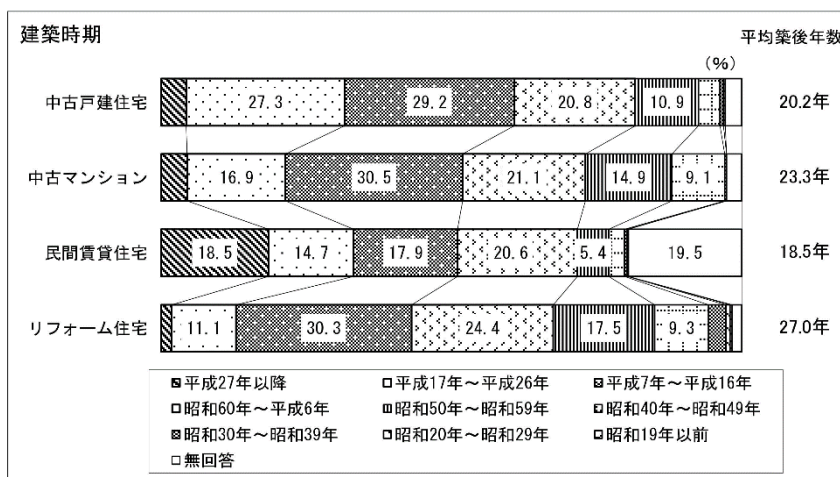 建築時期
平均築後年数
(%)
中古戸建住宅 27.3 29.2 20.8 10.9 20.2年
中古マンション 16.9 30.5 21.1 14.9 9.1 23.3年
民間賃貸住宅 18.5 14.7 17.9 20.6 5.4 19.5 18.5年
リフォーム住宅 11.1 30.3 24.4 17.5 9.3 27.0年
平成27年以降 平成17年～平成26年 平成7年～平成16年
昭和60年～平成6年 昭和50年～昭和59年 昭和40年～昭和49年
昭和30年～昭和39年 昭和20年～昭和29年 昭和19年以前
無回答